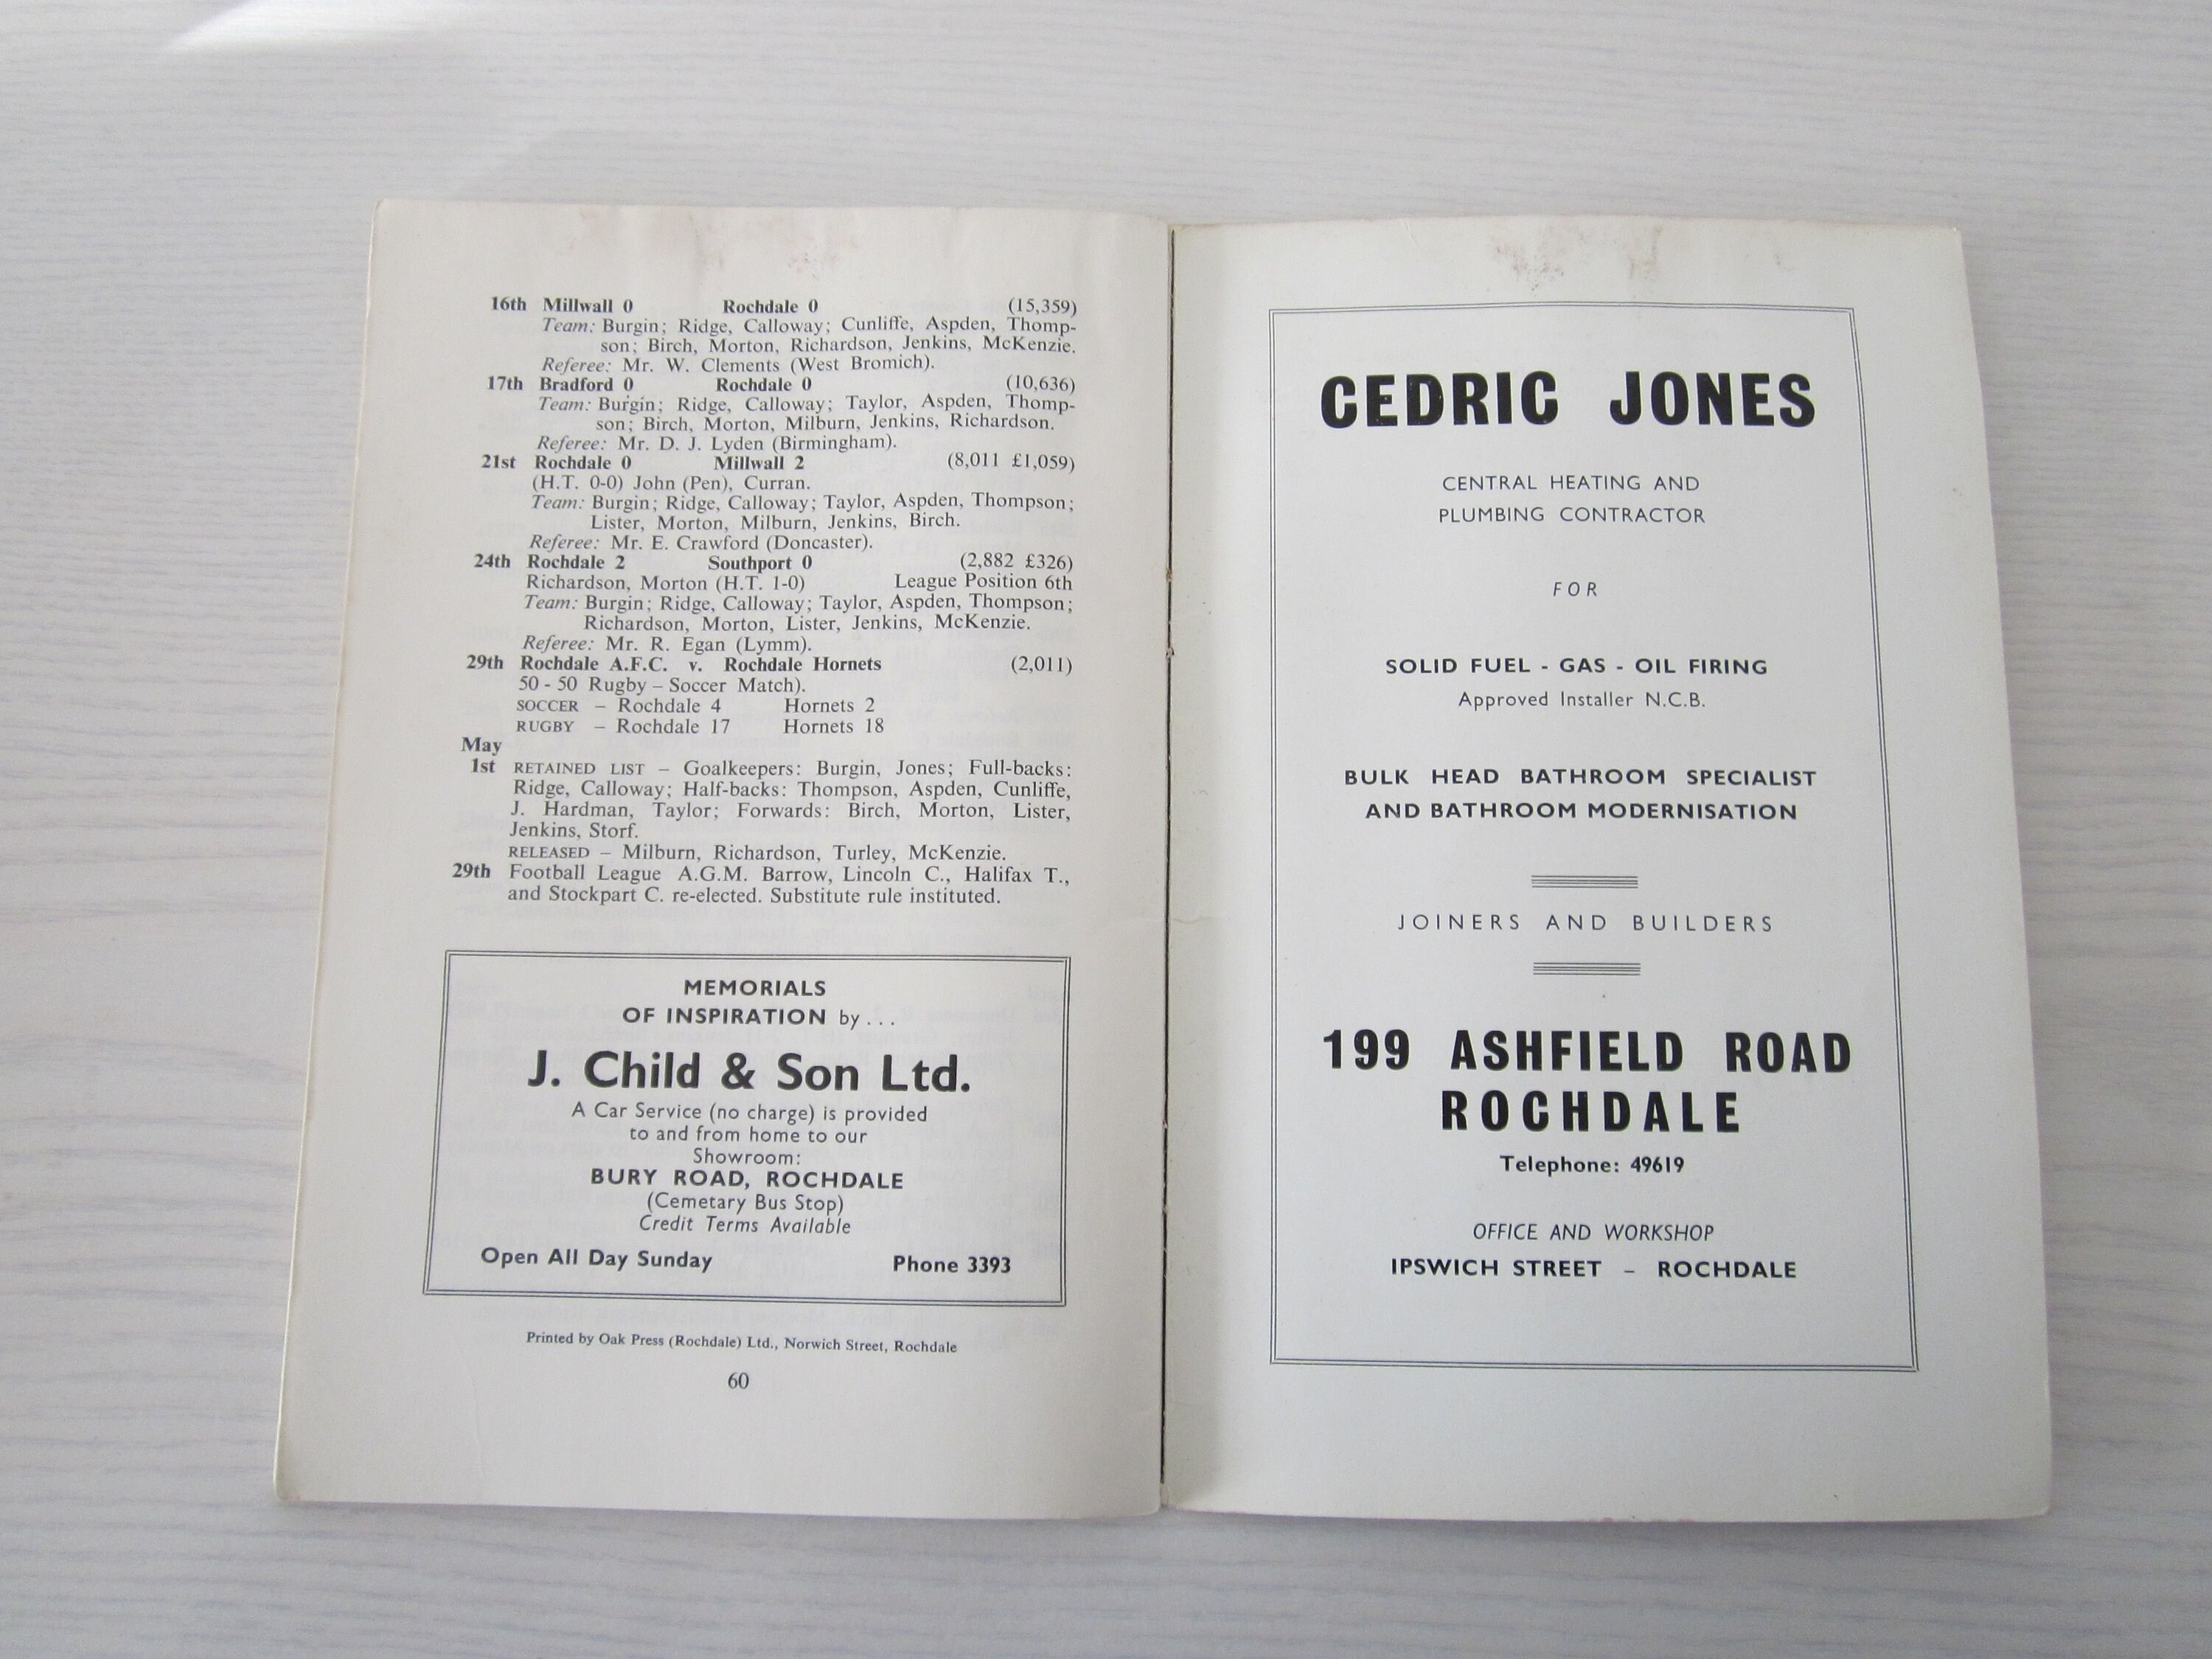 16th Millwall 0 Rochdale 0 (15,359)
Team: Burgin; Ridge, Calloway; Cunliffe, Aspden, Thomp-
son; Birch, Morton, Richardson, Jenkins, McKenzie.
Referee: Mr. W. Clements (West Bromich).
17th Bradford 0 Rochdale 0 (10,636)
Team: Burgin; Ridge, Calloway; Taylor, Aspden, Thomp-
son; Birch, Morton, Milburn, Jenkins, Richardson.
Referee: Mr. D. J. Lyden (Birmingham).
21st Rochdale 0 Millwall 2 (8,011 £1,059)
(H.T. 0-0) John (Pen), Curran.
Team: Burgin; Ridge, Calloway; Taylor, Aspden, Thompson;
Lister, Morton, Milburn, Jenkins, Birch.
Referee: Mr. E. Crawford (Doncaster).
24th Rochdale 2 Southport 0 (2,882 £326)
Richardson, Morton (H.T. 1-0) League Position 6th
Team: Burgin; Ridge, Calloway; Taylor, Aspden, Thompson;
Richardson, Morton, Lister, Jenkins, McKenzie.
Referee: Mr. R. Egan (Lymm).
29th Rochdale A.F.C. v. Rochdale Hornets (2,011)
50 - 50 Rugby – Soccer Match).
SOCCER – Rochdale 4 Hornets 2
RUGBY – Rochdale 17 Hornets 18
May
1st RETAINED LIST – Goalkeepers: Burgin, Jones; Full-backs:
Ridge, Calloway; Half-backs: Thompson, Aspden, Cunliffe,
J. Hardman, Taylor; Forwards: Birch, Morton, Lister,
Jenkins, Storf.
RELEASED – Milburn, Richardson, Turley, McKenzie.
29th Football League A.G.M. Barrow, Lincoln C., Halifax T.,
and Stockpart C. re-elected. Substitute rule instituted.
MEMORIALS
OF INSPIRATION by . . .
J. Child & Son Ltd.
A Car Service (no charge) is provided
to and from home to our
Showroom:
BURY ROAD, ROCHDALE
(Cemetary Bus Stop)
Credit Terms Available
Open All Day Sunday Phone 3393
Printed by Oak Press (Rochdale) Ltd., Norwich Street, Rochdale
60
CEDRIC JONES
CENTRAL HEATING AND
PLUMBING CONTRACTOR
FOR
SOLID FUEL - GAS - OIL FIRING
Approved Installer N.C.B.
BULK HEAD BATHROOM SPECIALIST
AND BATHROOM MODERNISATION
JOINERS AND BUILDERS
199 ASHFIELD ROAD
ROCHDALE
Telephone: 49619
OFFICE AND WORKSHOP
IPSWICH STREET – ROCHDALE